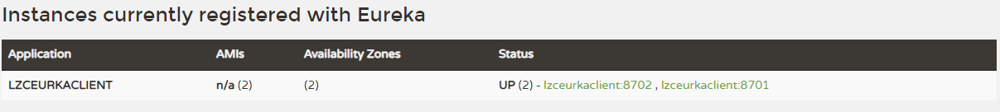 Instances currently registered with Eureka
Application AMIs Availability Zones Status
LZCEURKACLIENT n/a (2) (2) UP (2) - lzceurkaclient:8702 , lzceurkaclient:8701